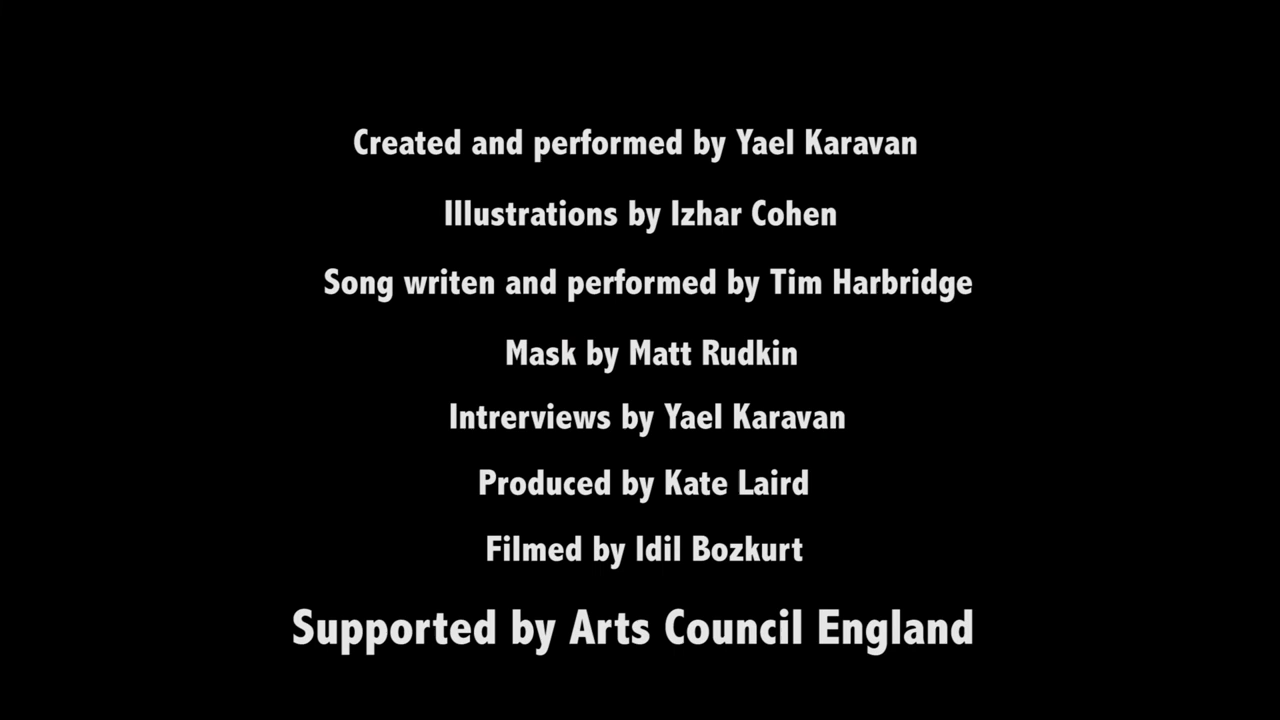 Created and performed by Yael Karavan
Illustrations by Izhar Cohen
Song writen and performed by Tim Harbridge
Mask by Matt Rudkin
Intrerviews by Yael Karavan
Produced by Kate Laird
Filmed by Idil Bozkurt
Supported by Arts Council England